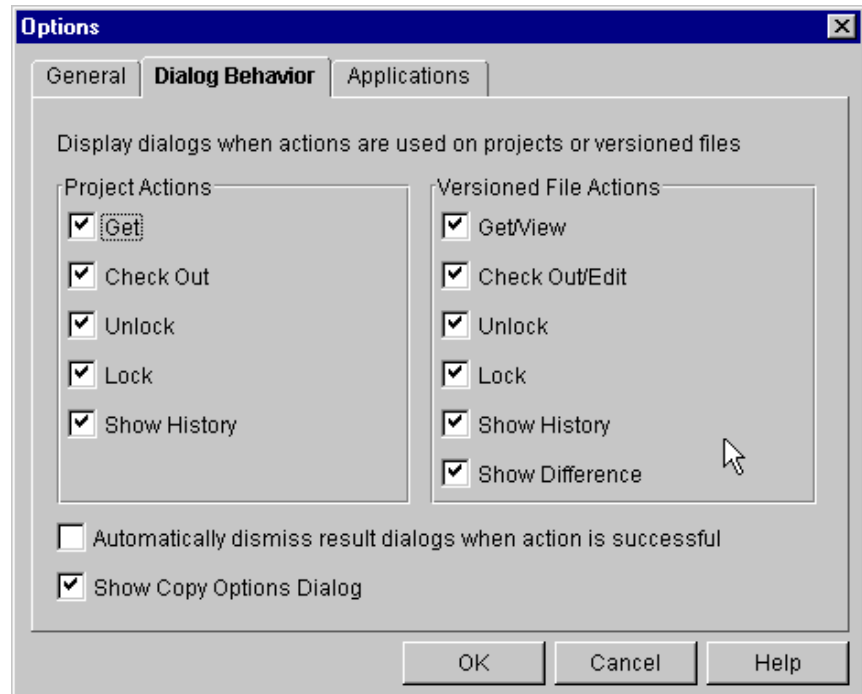 Options
General Dialog Behavior Applications
Display dialogs when actions are used on projects or versioned files
Project Actions
Get
Check Out
Unlock
Lock
Show History
Versioned File Actions
Get/View
Check Out/Edit
Unlock
Lock
Show History
Show Difference
Automatically dismiss result dialogs when action is successful
Show Copy Options Dialog
OK Cancel Help